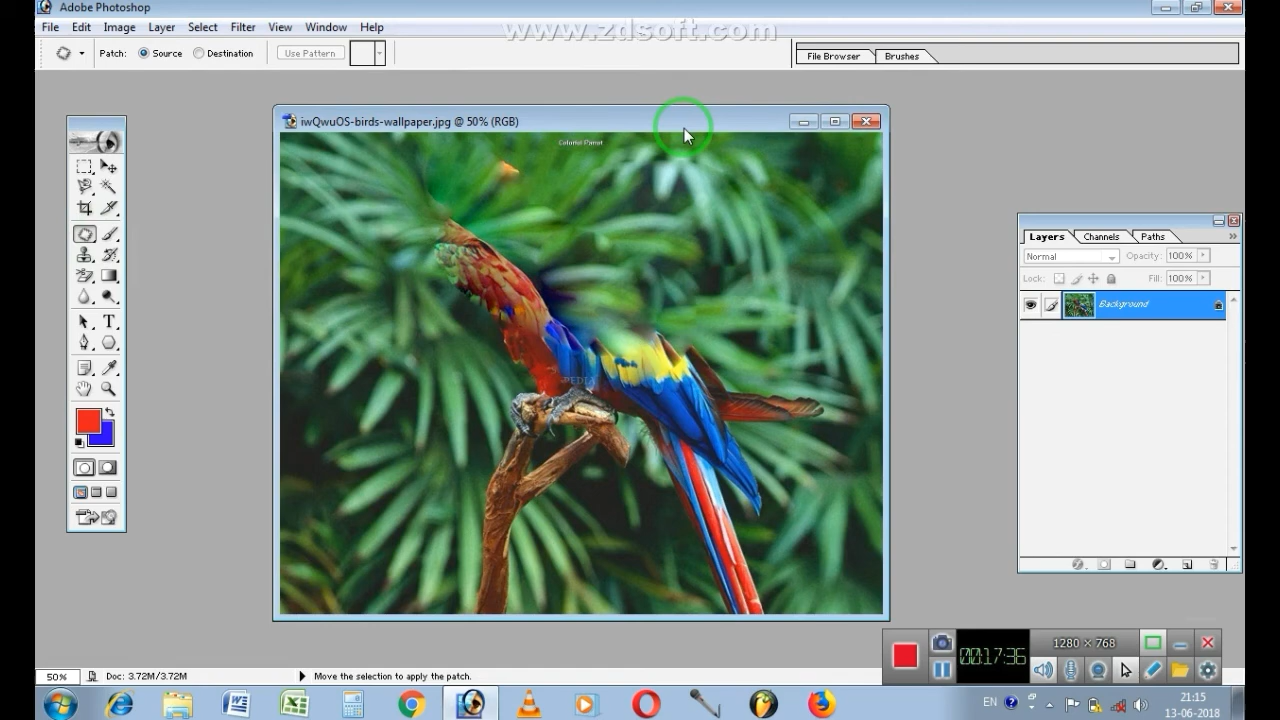 Adobe Photoshop
File Edit Image Layer Select Filter View Window Help
www.zdsoft.com
Patch: Source Destination Use Pattern
File Browser Brushes
iwQwuOS-birds-wallpaper.jpg @ 50% (RGB)
Colorful Parrot
PEDIA
Layers Channels Paths
Normal Opacity: 100%
Lock: Fill: 100%
Background
T
1280 × 768
00:17:36
50% Doc: 3.72M/3.72M Move the selection to apply the patch.
EN 21:15
13-06-2018